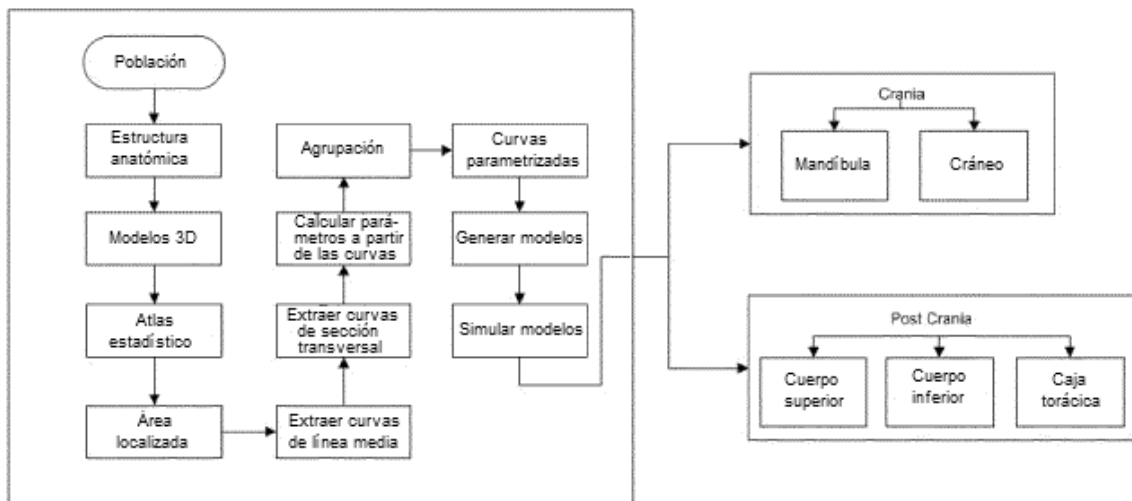 Población
Estructura
anatómica
Modelos 3D
Atlas
estadístico
Área
localizada
Extraer curvas
de línea media
Extraer curvas
de sección
transversal
Calcular pará-
metros a partir
de las curvas
Agrupación
Curvas
parametrizadas
Generar modelos
Simular modelos
Crania
Mandíbula
Cráneo
Post Crania
Cuerpo
superior
Cuerpo
inferior
Caja
torácica